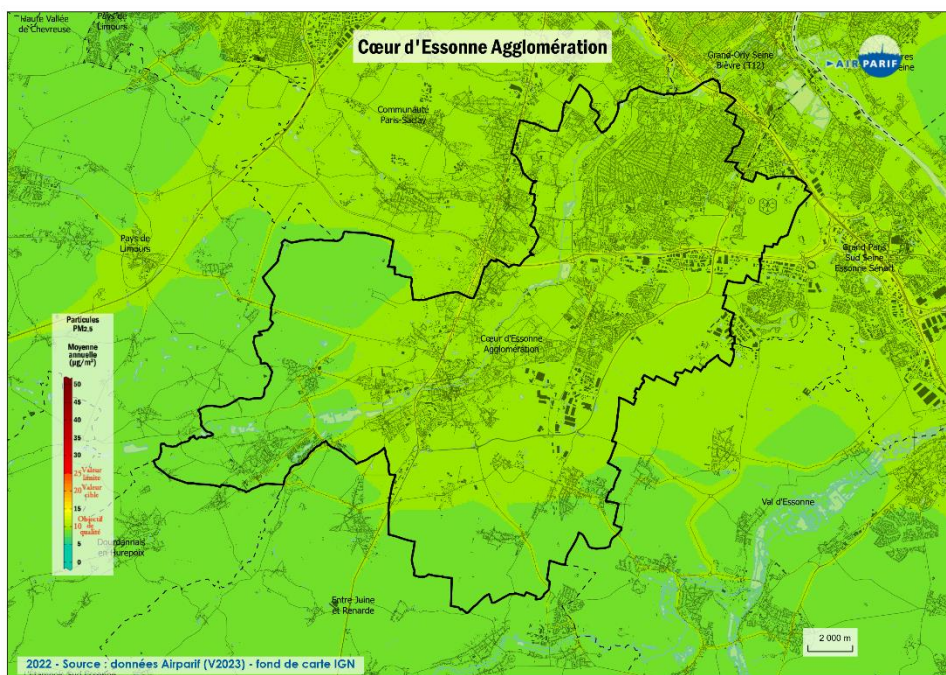 Haute Vallée
de Chevreuse
Pays de
Limours
Cœur d'Essonne Agglomération
Grand-Orly Seine
Bièvre (T12)
AIRPARIF
Communauté
Paris-Saclay
Pays de
Limours
Grand Paris
Sud Seine
Essonne Sénart
Cœur d'Essonne
Agglomération
Particules
PM2,5
Moyenne
annuelle
(µg/m³)
50
45
40
35
30
25 Valeur
limite
20 Valeur
cible
15
10 Objectif
de
qualité
5
0
Val d'Essonne
Dourdannais
en Hurepoix
Entre Juine
et Renarde
2 000 m
2022 - Source : données Airparif (V2023) - fond de carte IGN